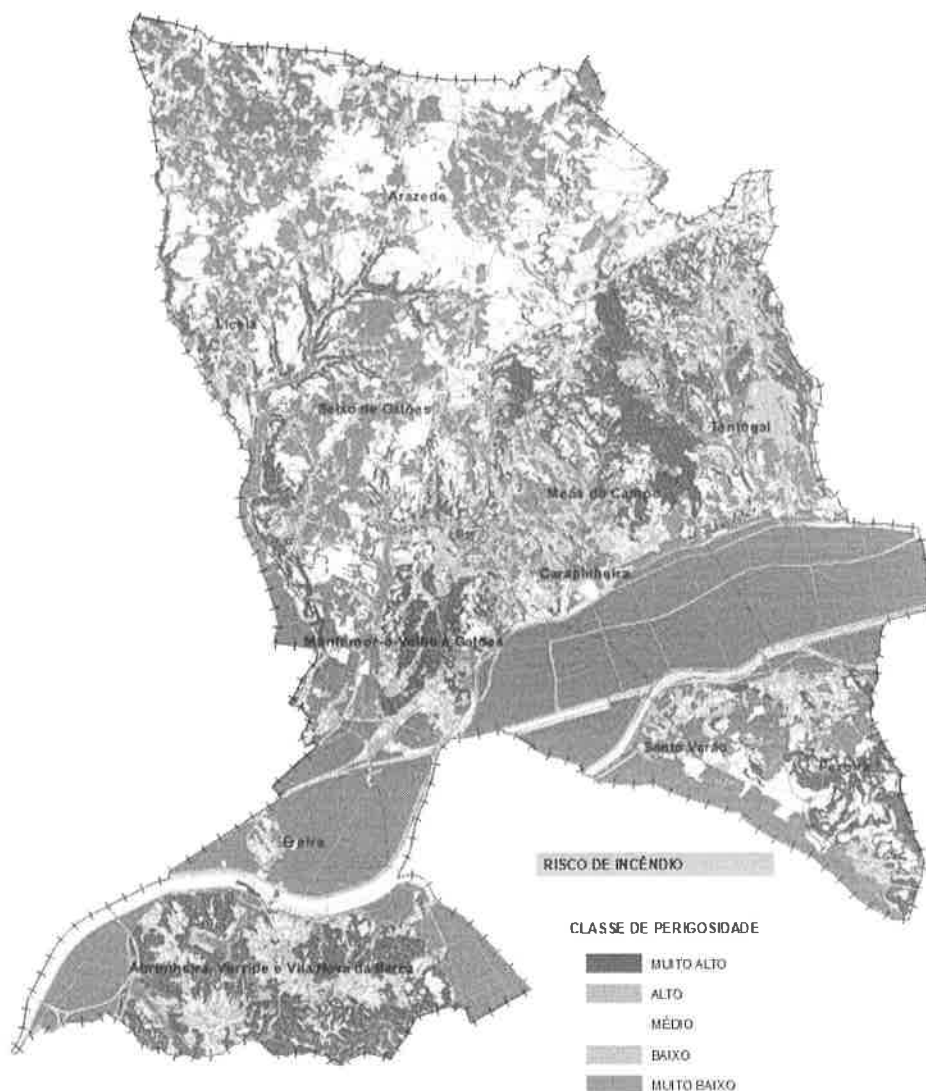 Arazede
Liceia
Seixo de Gatões
Tentúgal
Meãs do Campo
Carapinheira
Montemor-o-Velho e Gatões
Santo Varão
Pereira
Ereira
RISCO DE INCÊNDIO
CLASSE DE PERIGOSIDADE
Abrunheira, Verride e Vila Nova da Barca
MUITO ALTO
ALTO
MÉDIO
BAIXO
MUITO BAIXO